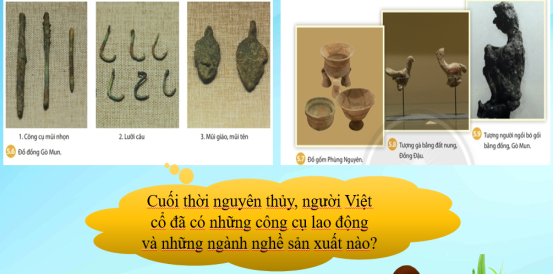 1. Công cụ mũi nhọn
2. Lưỡi câu
3. Mũi giáo, mũi tên
5.6 Đồ đồng Gò Mun.
5.7 Đồ gốm Phùng Nguyên.
5.8 Tượng gà bằng đất nung, Đồng Đậu.
5.9 Tượng người ngồi bó gối bằng đồng, Gò Mun.
Cuối thời nguyên thủy, người Việt
cổ đã có những công cụ lao động
và những ngành nghề sản xuất nào?